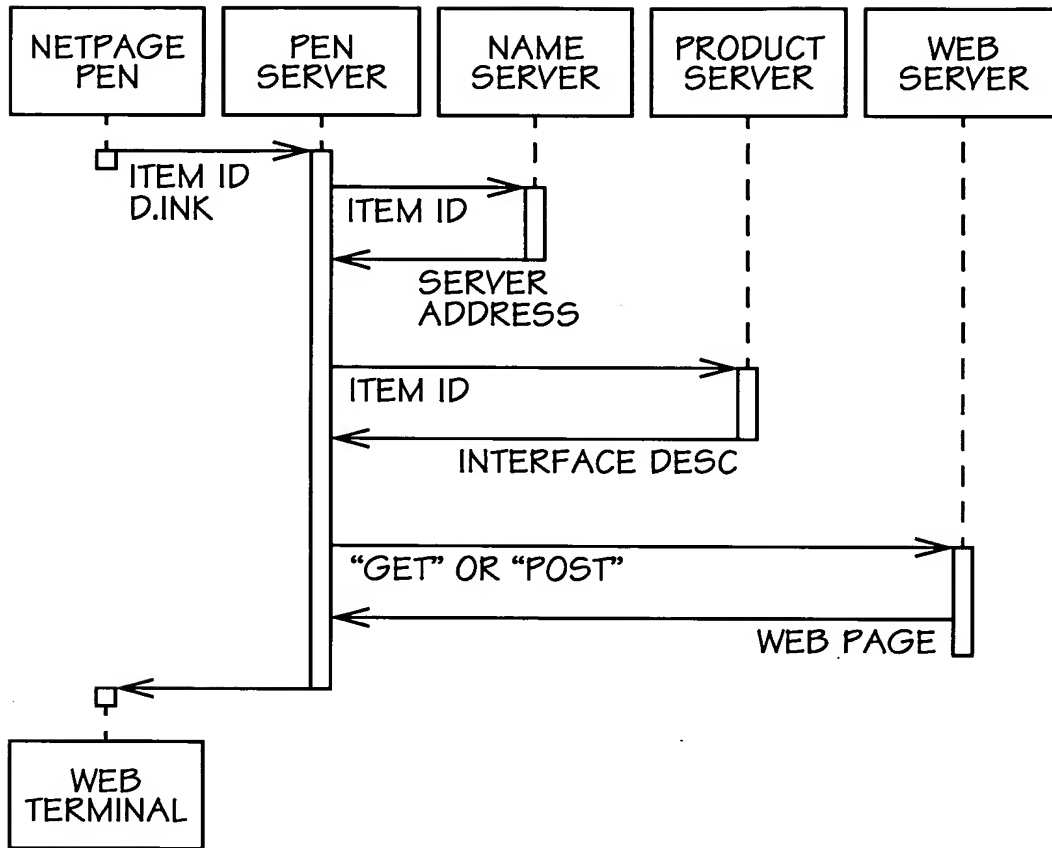 NETPAGE
PEN
PEN
SERVER
NAME
SERVER
PRODUCT
SERVER
WEB
SERVER
ITEM ID
D.INK
ITEM ID
SERVER
ADDRESS
ITEM ID
INTERFACE DESC
“GET” OR “POST”
WEB PAGE
WEB
TERMINAL